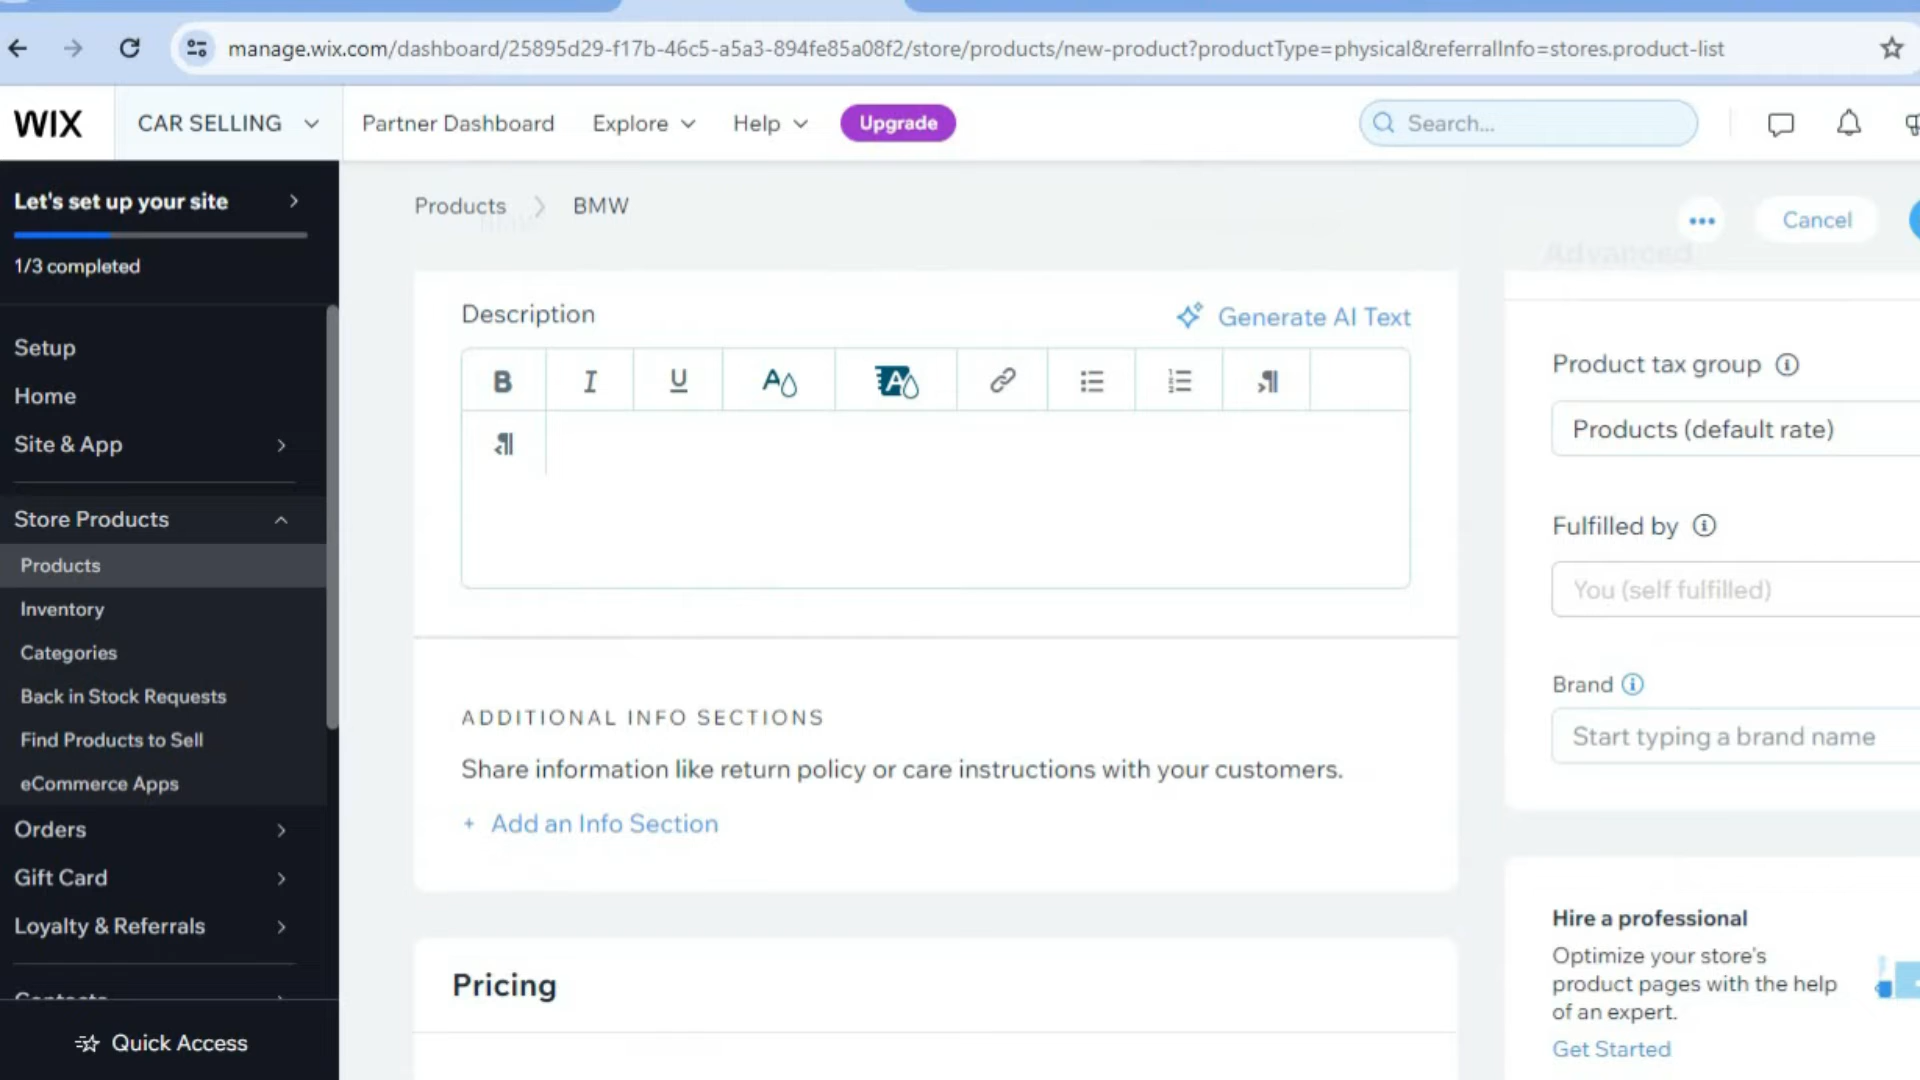 manage.wix.com/dashboard/25895d29-f17b-46c5-a5a3-894fe85a08f2/store/products/new-product?productType=physical&referralInfo=stores.product-list
WIX
CAR SELLING
Partner Dashboard
Explore
Help
Upgrade
Search...
Let's set up your site
1/3 completed
Setup
Home
Site & App
Store Products
Products
Inventory
Categories
Back in Stock Requests
Find Products to Sell
eCommerce Apps
Orders
Gift Card
Loyalty & Referrals
Contacts
Quick Access
Products > BMW
Cancel
Advanced
Description
Generate AI Text
B I U
ADDITIONAL INFO SECTIONS
Share information like return policy or care instructions with your customers.
+ Add an Info Section
Pricing
Product tax group
Products (default rate)
Fulfilled by
You (self fulfilled)
Brand
Start typing a brand name
Hire a professional
Optimize your store's
product pages with the help
of an expert.
Get Started